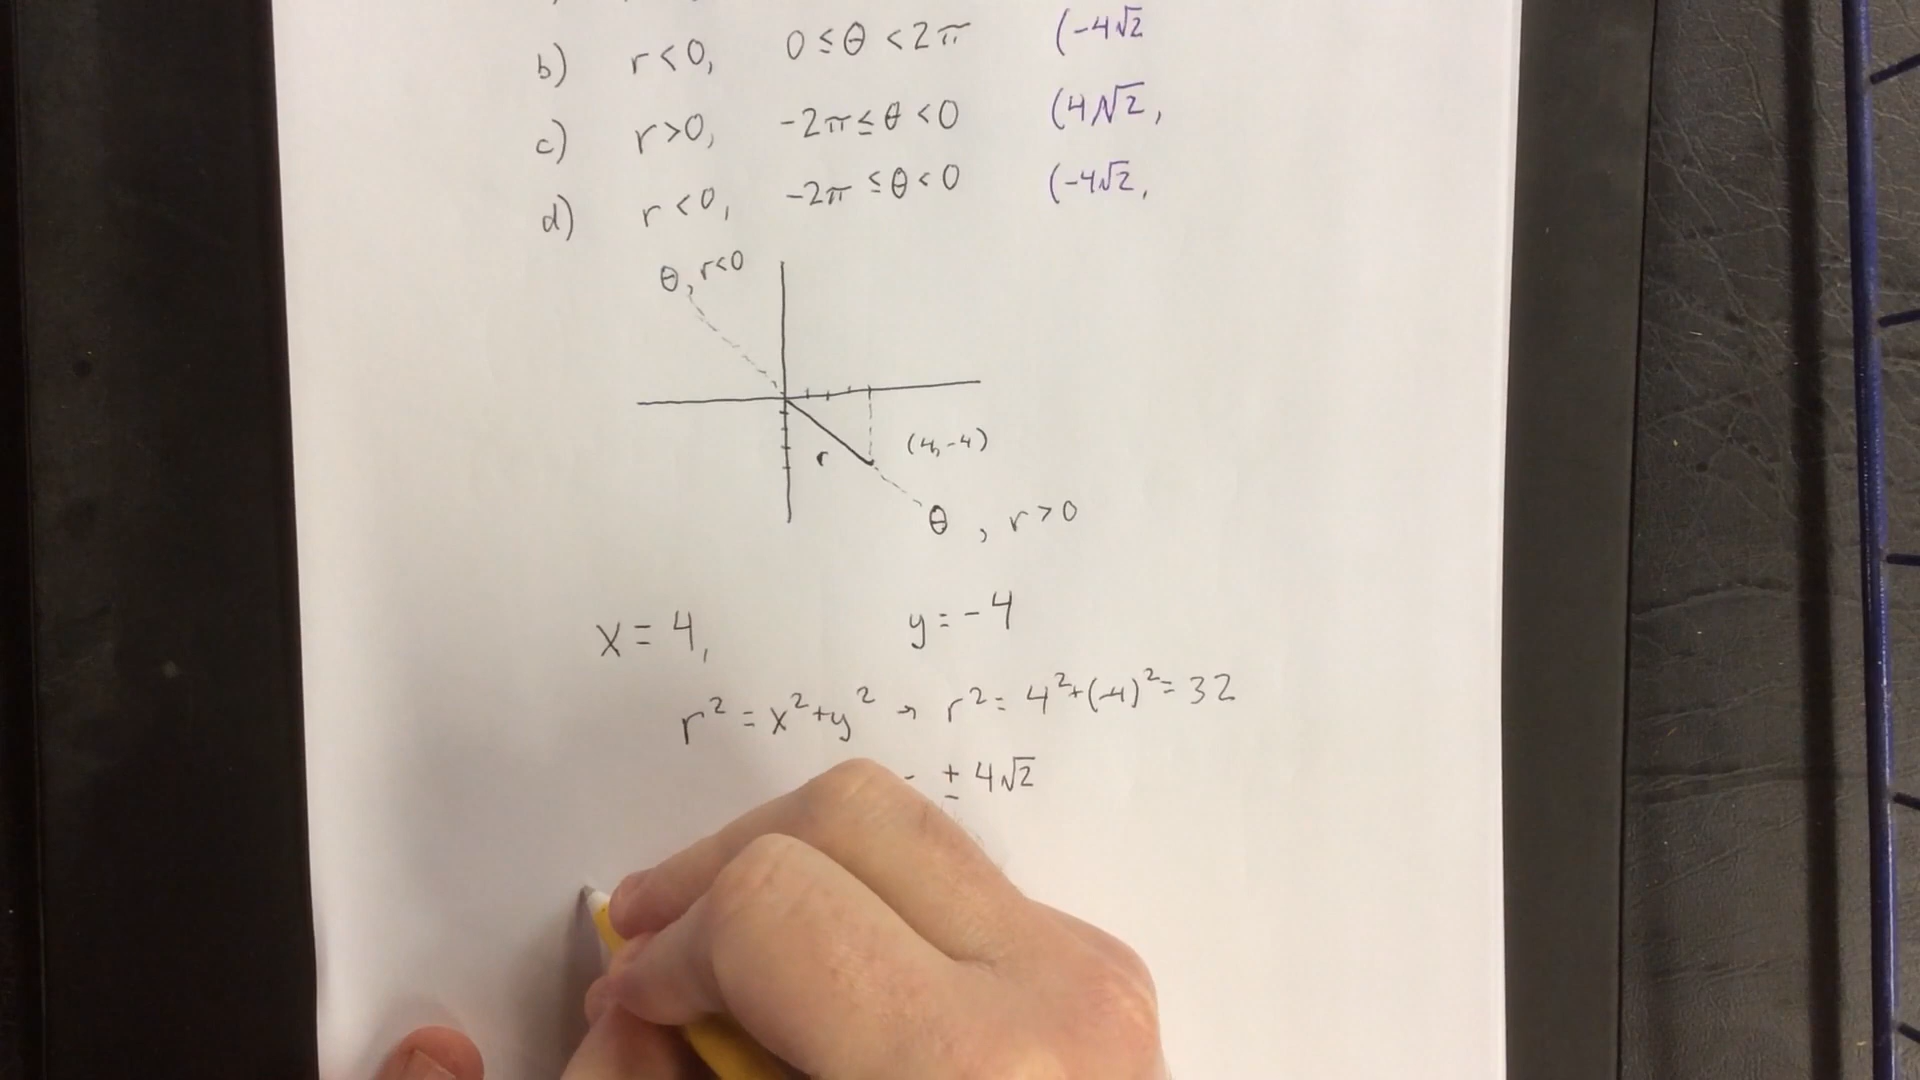 b) r<0, 0≤θ<2π (-4√2
c) r>0, -2π≤θ<0 (4√2,
d) r<0, -2π≤θ<0 (-4√2,
θ, r<0
(4,-4)
r
θ, r>0
x=4, y=-4
r²=x²+y² → r²=4²+(-4)²=32
± 4√2